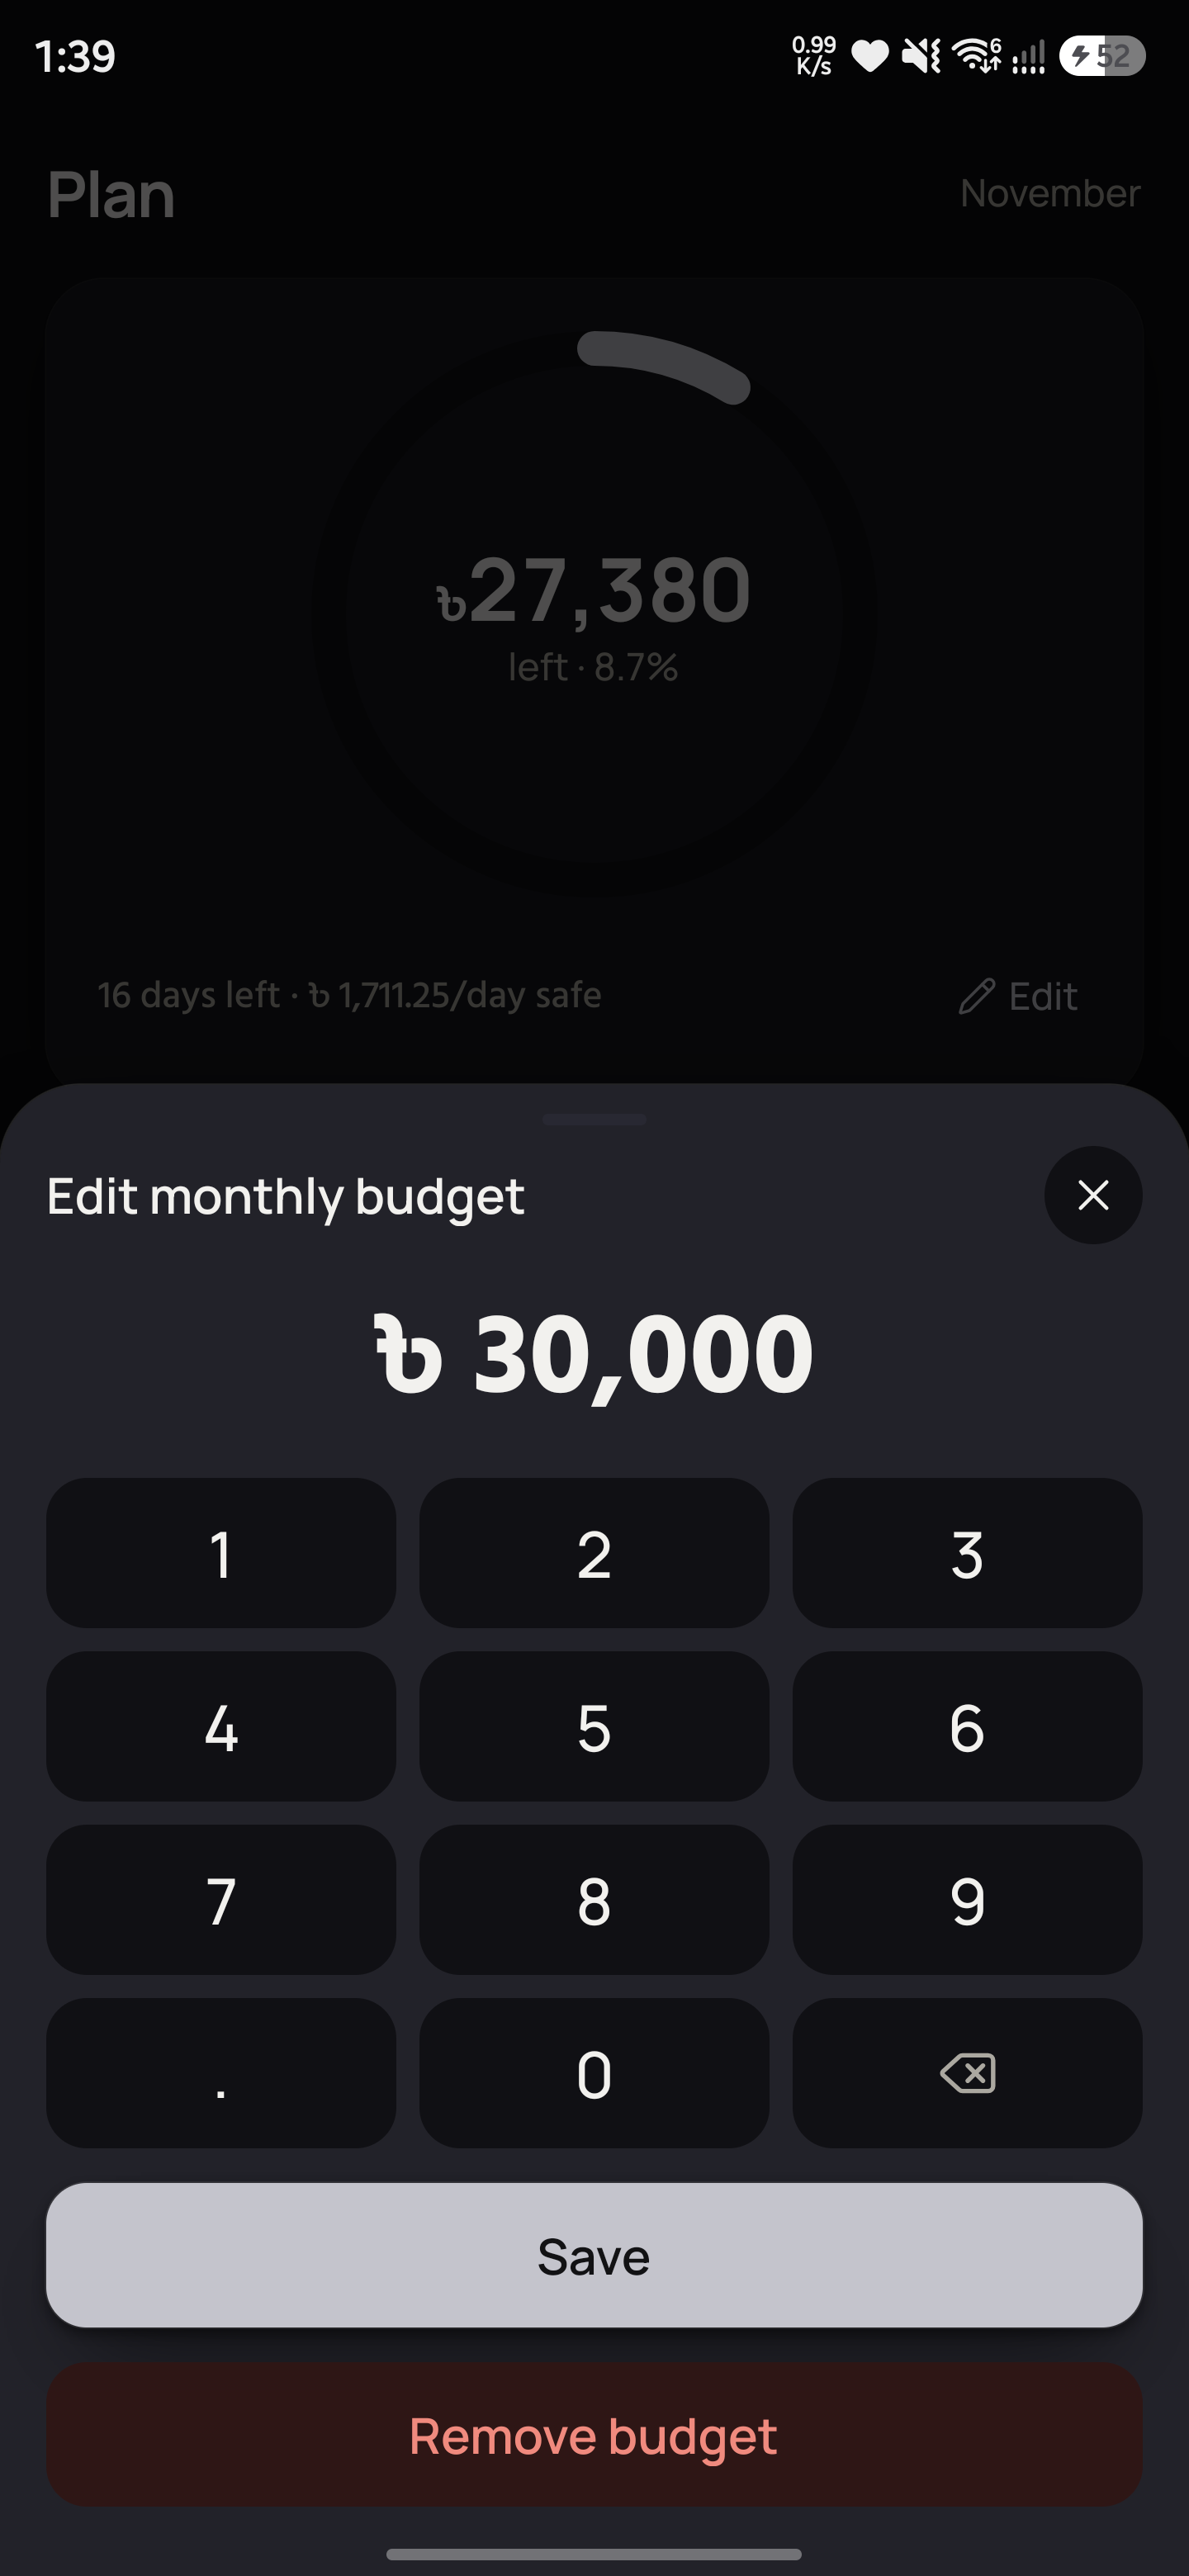 1:39
0.99
K/s
6
52
Plan
November
৳27,380
left · 8.7%
16 days left · ৳ 1,711.25/day safe
Edit
Edit monthly budget
৳ 30,000
1 2 3
4 5 6
7 8 9
. 0
Save
Remove budget